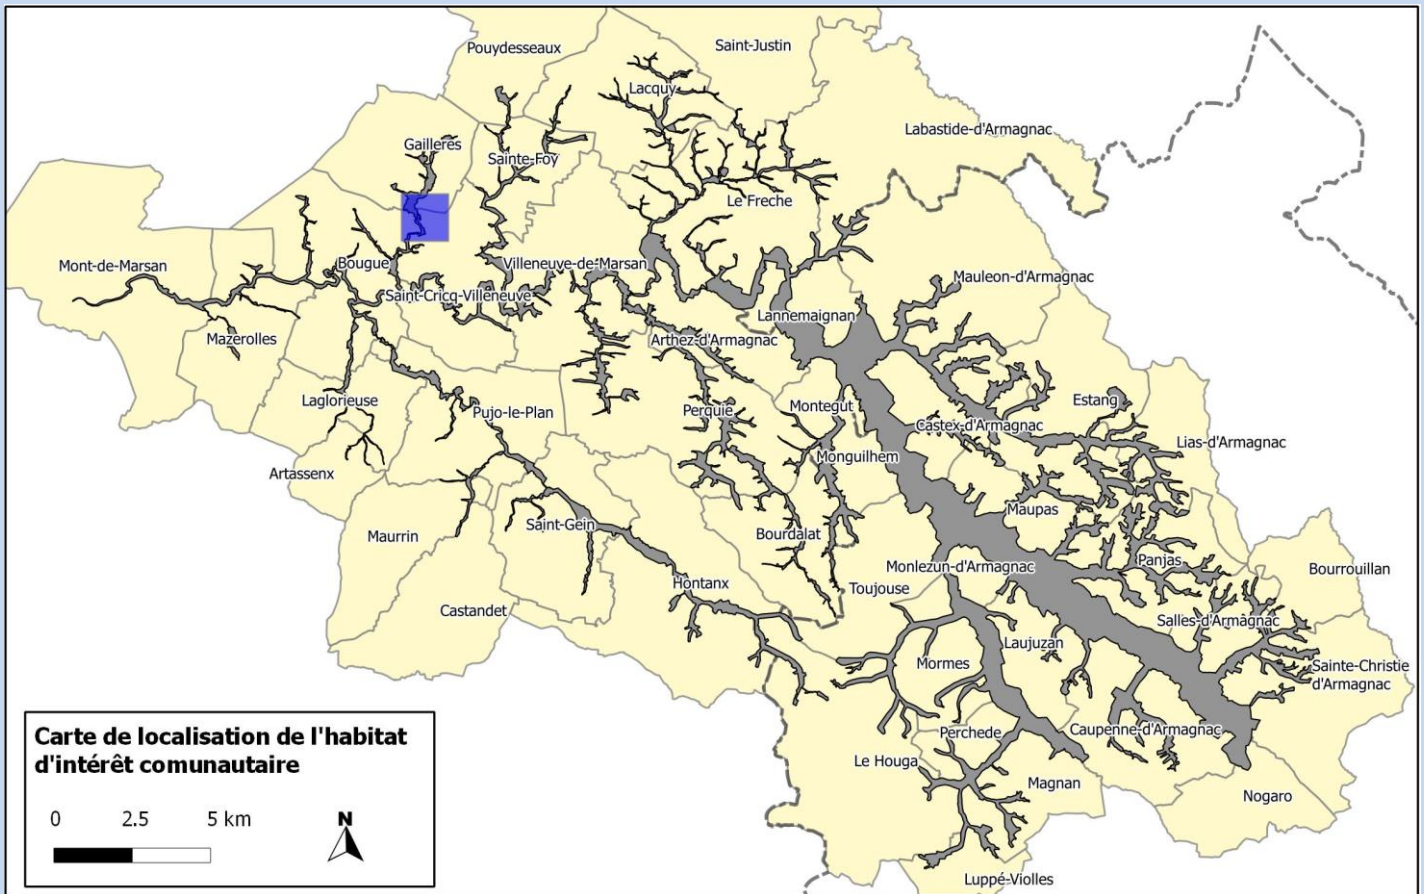 Pouydesseaux
Saint-Justin
Lacquy
Labastide-d'Armagnac
Gailleres
Sainte-Foy
Le Freche
Mont-de-Marsan
Bougue
Villeneuve-de-Marsan
Mauleon-d'Armagnac
Saint-Cricq-Villeneuve
Lannemaignan
Mazerolles
Arthez-d'Armagnac
Laglorieuse
Pujo-le-Plan
Perquie
Montegut
Estang
Castex-d'Armagnac
Lias-d'Armagnac
Monguilhem
Artassenx
Maupas
Saint-Gein
Maurrin
Bourdalat
Panjas
Monlezun-d'Armagnac
Bourrouillan
Hontanx
Toujouse
Castandet
Salles-d'Armagnac
Laujuzan
Mormes
Sainte-Christie
d'Armagnac
Perchede
Caupenne-d'Armagnac
Le Houga
Magnan
Nogaro
Luppé-Violles
Carte de localisation de l'habitat
d'intérêt comunautaire
0 2.5 5 km
N